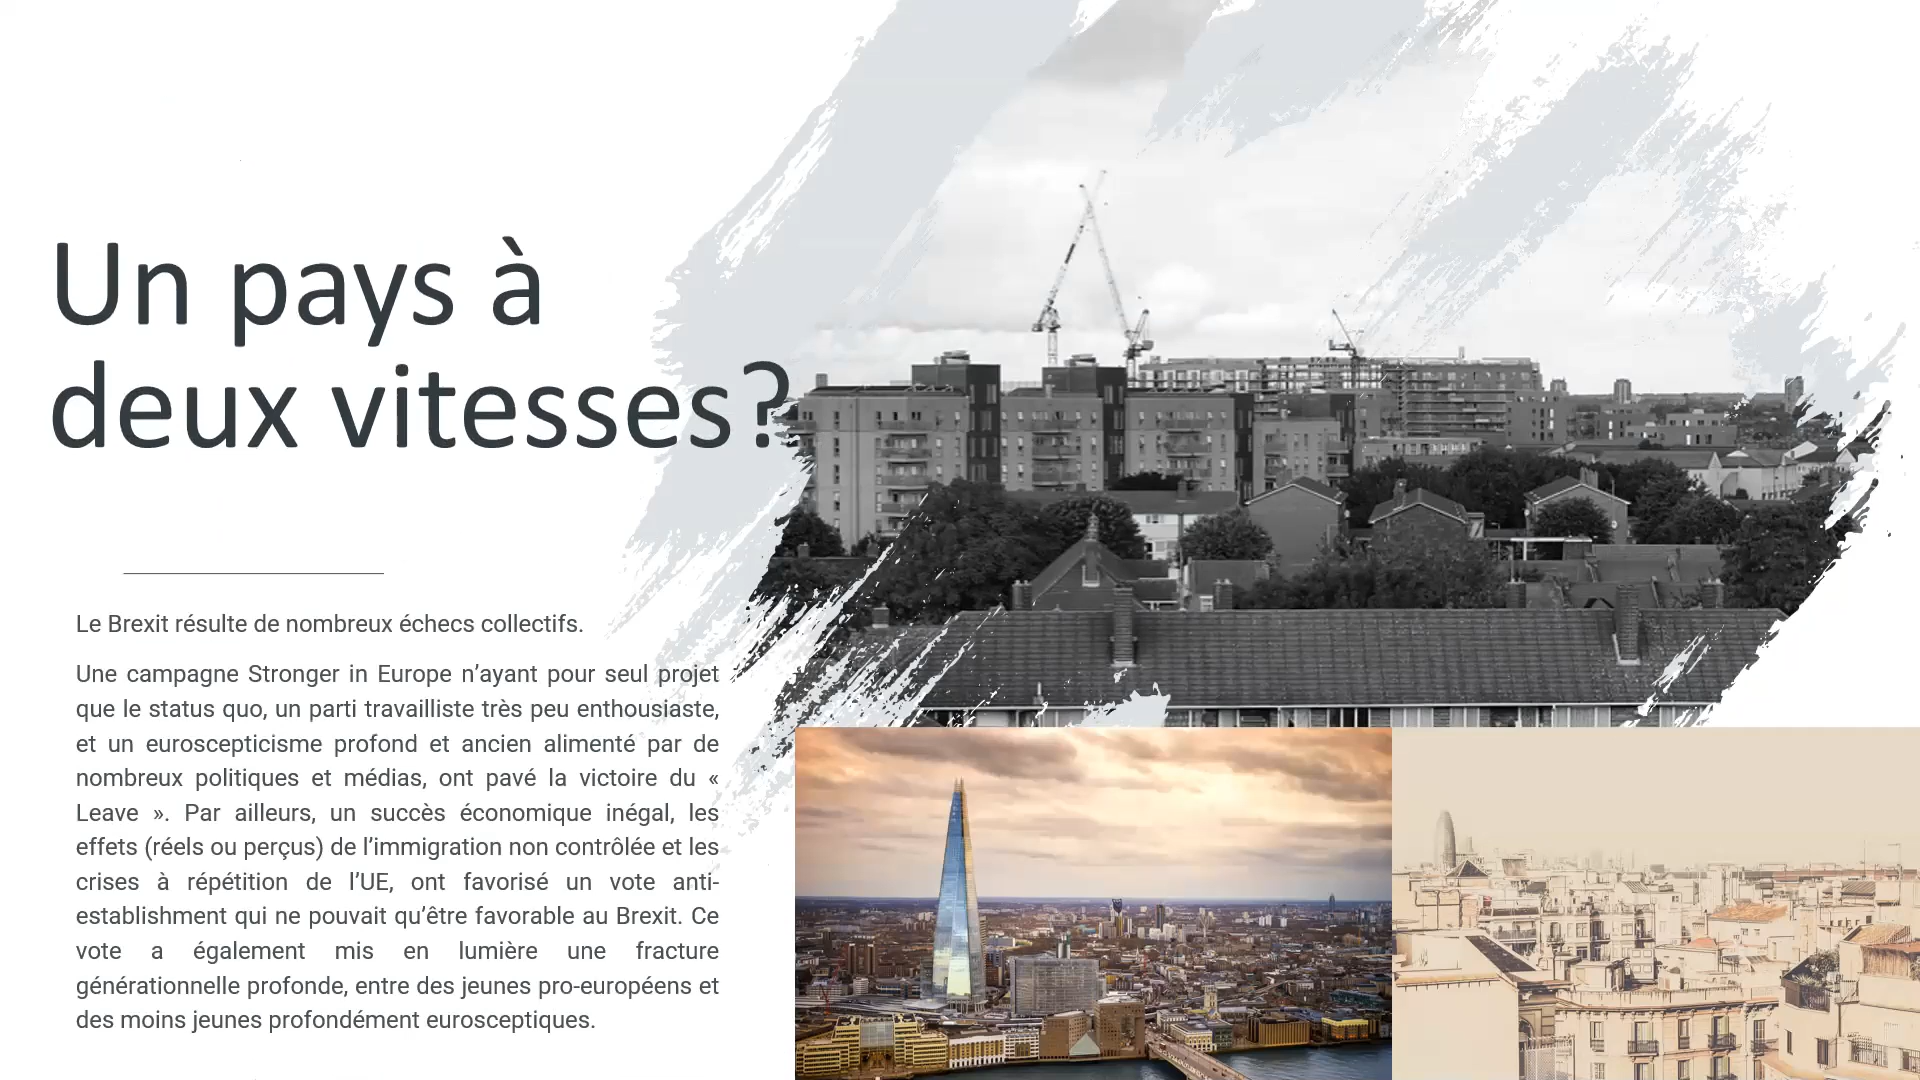 Un pays à
deux vitesses?
Le Brexit résulte de nombreux échecs collectifs.
Une campagne Stronger in Europe n’ayant pour seul projet
que le status quo, un parti travailliste très peu enthousiaste,
et un euroscepticisme profond et ancien alimenté par de
nombreux politiques et médias, ont pavé la victoire du «
Leave ». Par ailleurs, un succès économique inégal, les
effets (réels ou perçus) de l’immigration non contrôlée et les
crises à répétition de l’UE, ont favorisé un vote anti-
establishment qui ne pouvait qu’être favorable au Brexit. Ce
vote a également mis en lumière une fracture
générationnelle profonde, entre des jeunes pro-européens et
des moins jeunes profondément eurosceptiques.